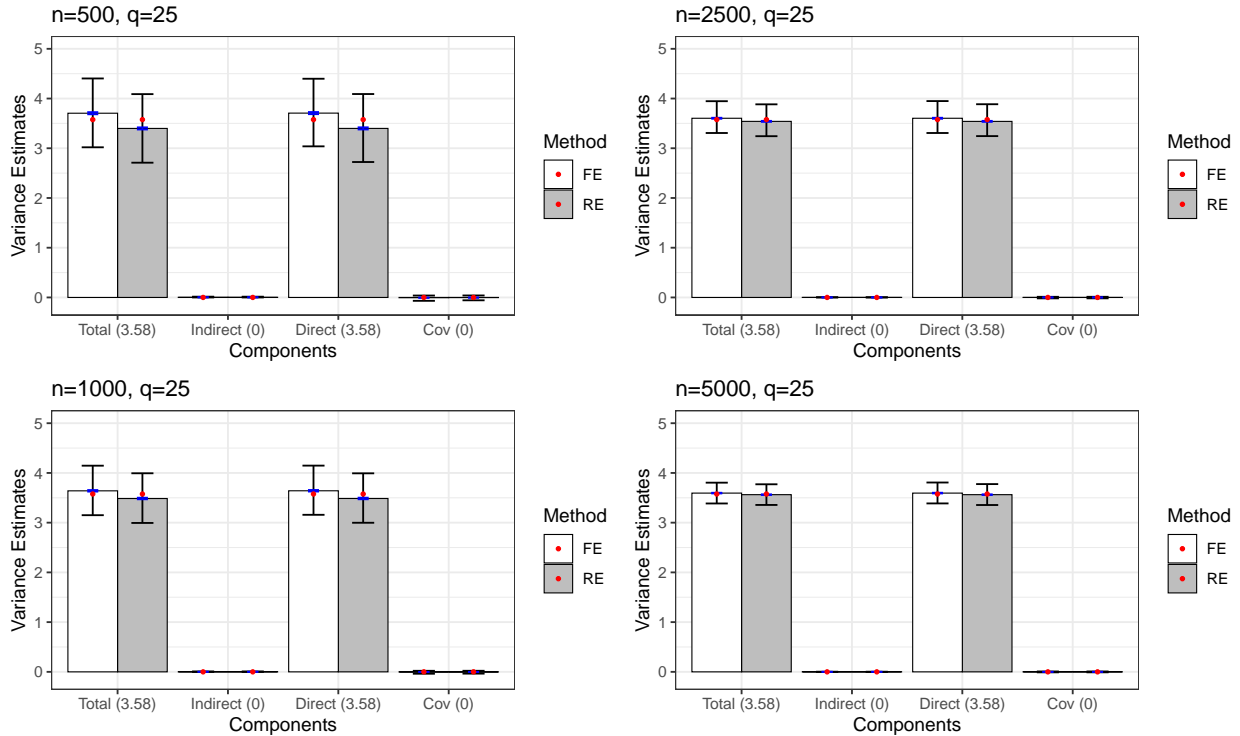 n=500, q=25
Variance Estimates
5
4
3
2
1
0
Total (3.58) Indirect (0) Direct (3.58) Cov (0)
Components
Method
FE
RE
n=2500, q=25
Variance Estimates
5
4
3
2
1
0
Total (3.58) Indirect (0) Direct (3.58) Cov (0)
Components
Method
FE
RE
n=1000, q=25
Variance Estimates
5
4
3
2
1
0
Total (3.58) Indirect (0) Direct (3.58) Cov (0)
Components
Method
FE
RE
n=5000, q=25
Variance Estimates
5
4
3
2
1
0
Total (3.58) Indirect (0) Direct (3.58) Cov (0)
Components
Method
FE
RE